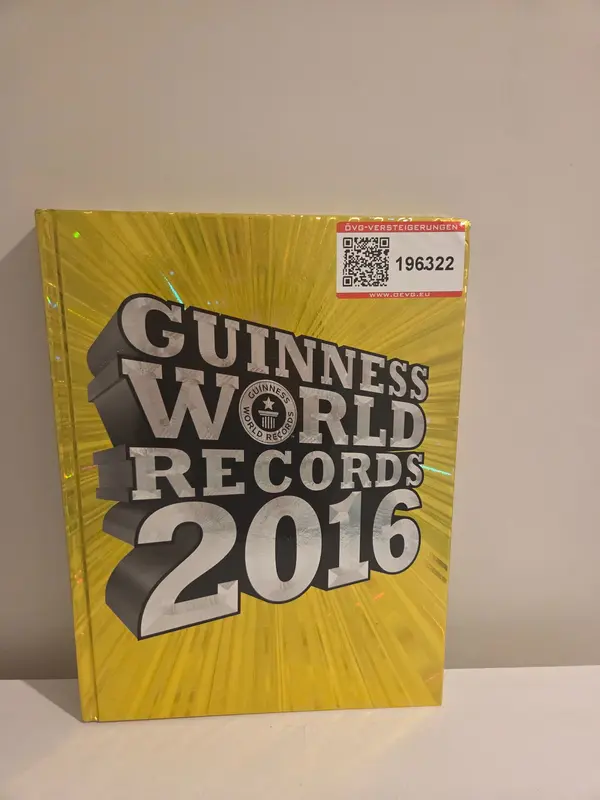 ÖVG-VERSTEIGERUNGEN
196322
WWW.OEVG.EU
GUINNESS
WORLD
GUINNESS
WORLD RECORDS
RECORDS
2016